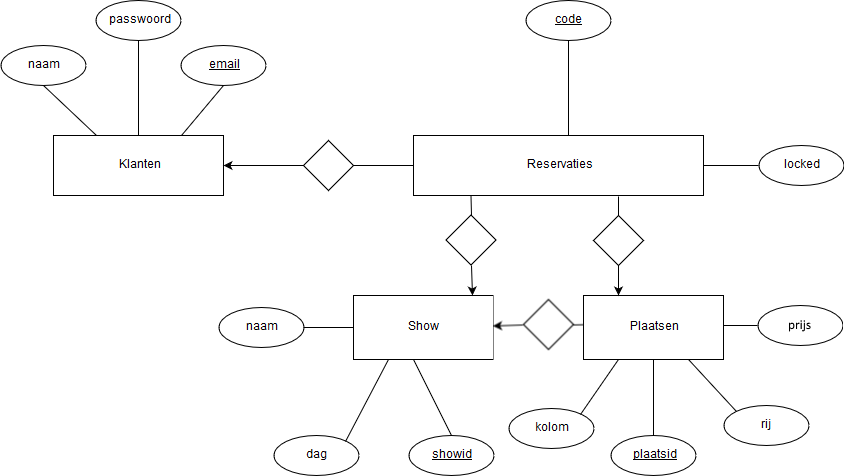 passwoord
code
naam
email
Klanten
Reservaties
locked
naam
Show
Plaatsen
prijs
kolom
rij
dag
showid
plaatsid